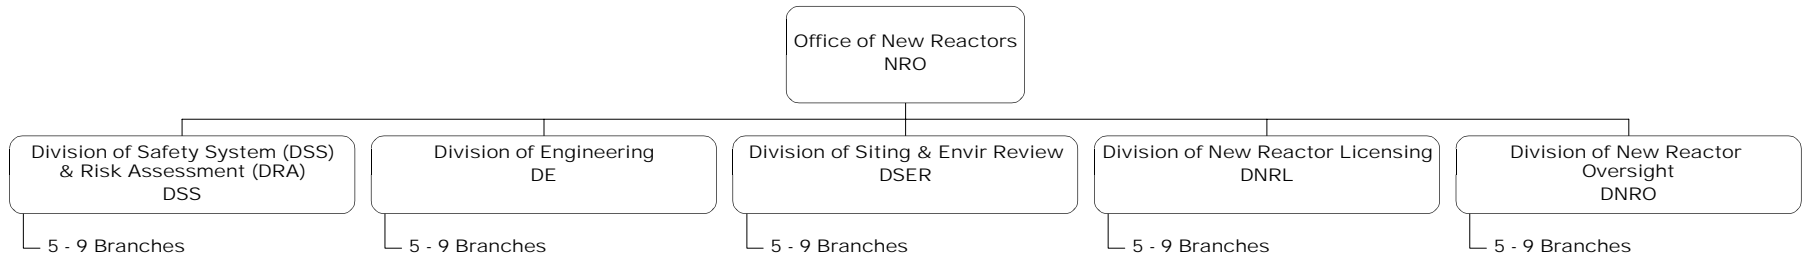 Office of New Reactors
NRO
Division of Safety System (DSS)
& Risk Assessment (DRA)
DSS
5 - 9 Branches
Division of Engineering
DE
5 - 9 Branches
Division of Siting & Envir Review
DSER
5 - 9 Branches
Division of New Reactor Licensing
DNRL
5 - 9 Branches
Division of New Reactor
Oversight
DNRO
5 - 9 Branches